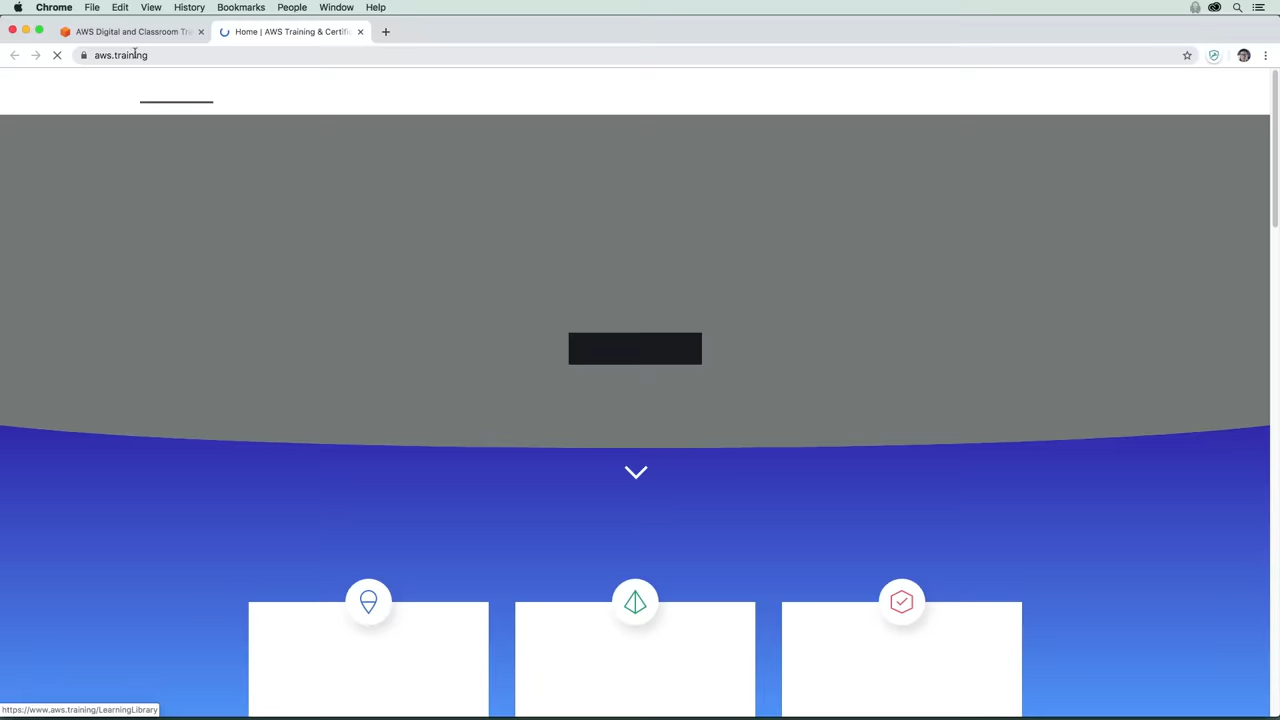 Chrome File Edit View History Bookmarks People Window Help
AWS Digital and Classroom Tra
Home | AWS Training & Certific
aws.training
https://www.aws.training/LearningLibrary